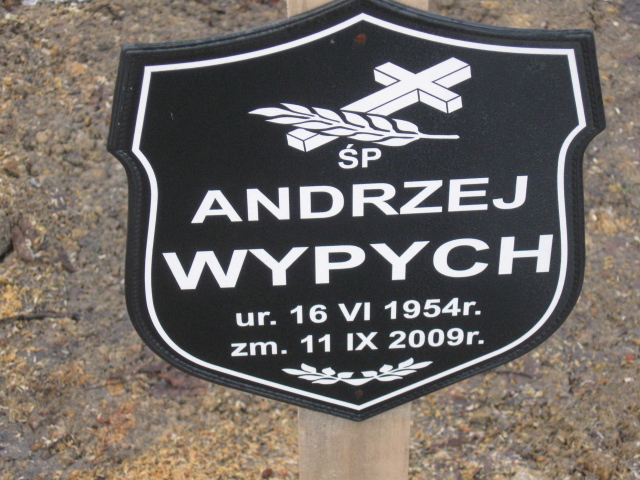 ŚP
ANDRZEJ
WYPYCH
ur. 16 VI 1954r.
zm. 11 IX 2009r.